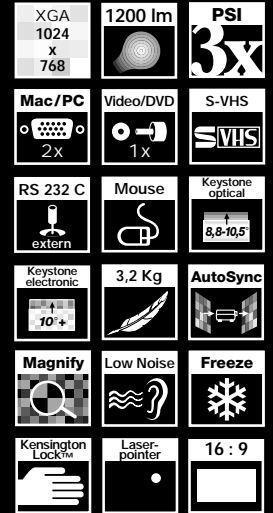 XGA
1024
x
768
1200 lm
PSI
3x
Mac/PC
2x
Video/DVD
1x
S-VHS
S VHS
RS 232 C
extern
Mouse
Keystone
optical
8,8-10,5°
Keystone
electronic
10°+
3,2 Kg
AutoSync
Magnify
Low Noise
Freeze
Kensington
Lock™
Laser-
pointer
16 : 9